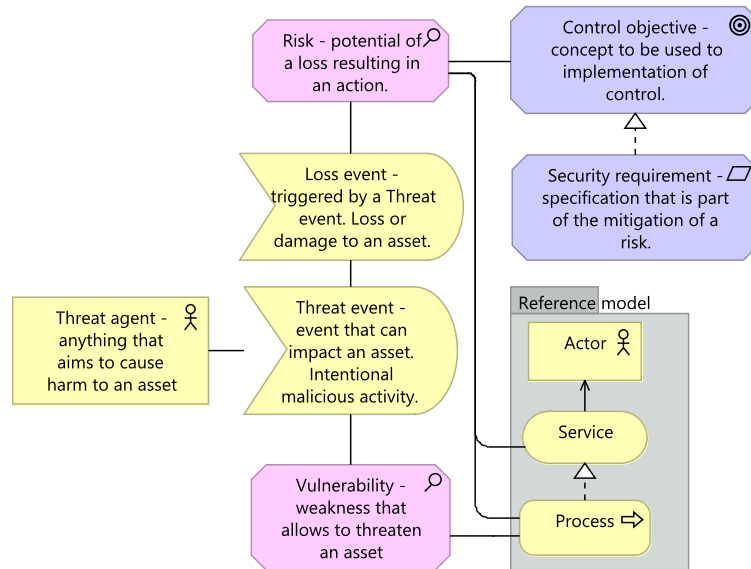 Risk - potential of
a loss resulting in
an action.
Control objective -
concept to be used to
implementation of
control.
Loss event -
triggered by a Threat
event. Loss or
damage to an asset.
Security requirement -
specification that is part
of the mitigation of a
risk.
Threat agent -
anything that
aims to cause
harm to an asset
Threat event -
event that can
impact an asset.
Intentional
malicious activity.
Reference model
Actor
Service
Process
Vulnerability -
weakness that
allows to threaten
an asset